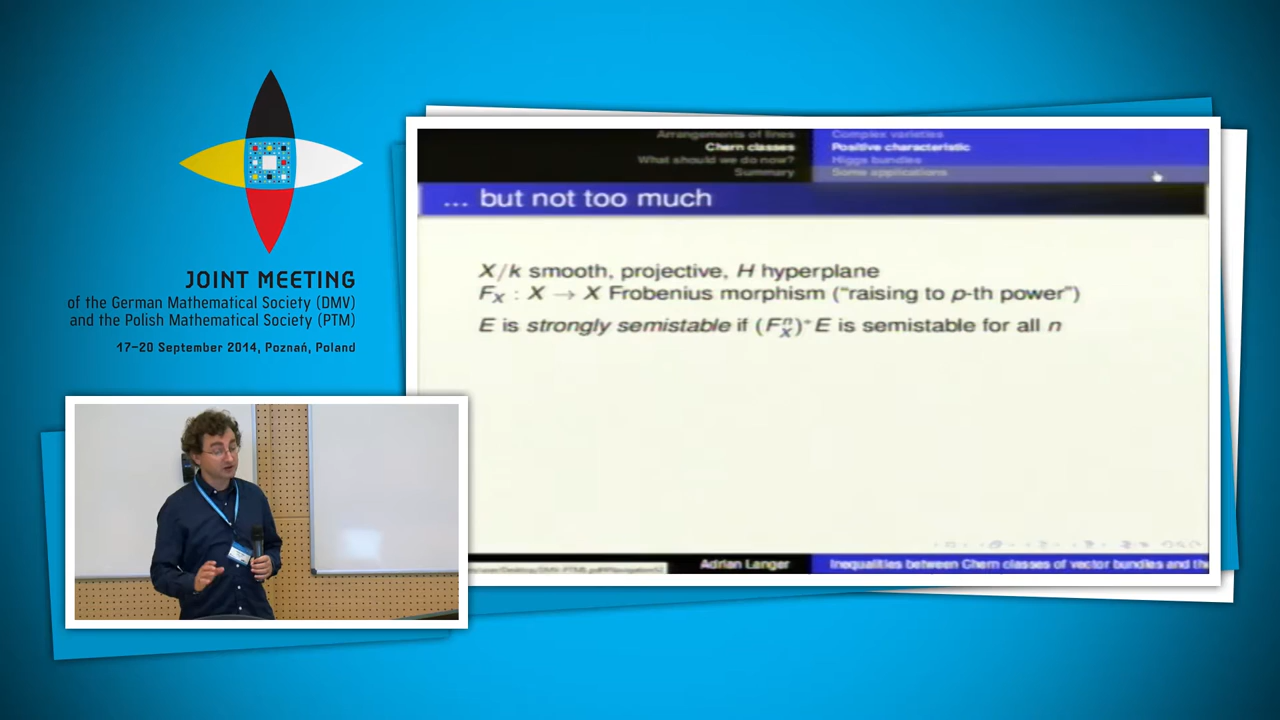 JOINT MEETING
of the German Mathematical Society (DMV)
and the Polish Mathematical Society (PTM)
17–20 September 2014, Poznań, Poland
Arrangements of lines
Chern classes
What should we do now?
Summary
Complex varieties
Positive characteristic
Higgs bundles
Some applications
... but not too much
X/k smooth, projective, H hyperplane
F_X : X → X Frobenius morphism (“raising to p-th power”)
E is strongly semistable if (F_X^n)^*E is semistable for all n
Adrian Langer
Inequalities between Chern classes of vector bundles and